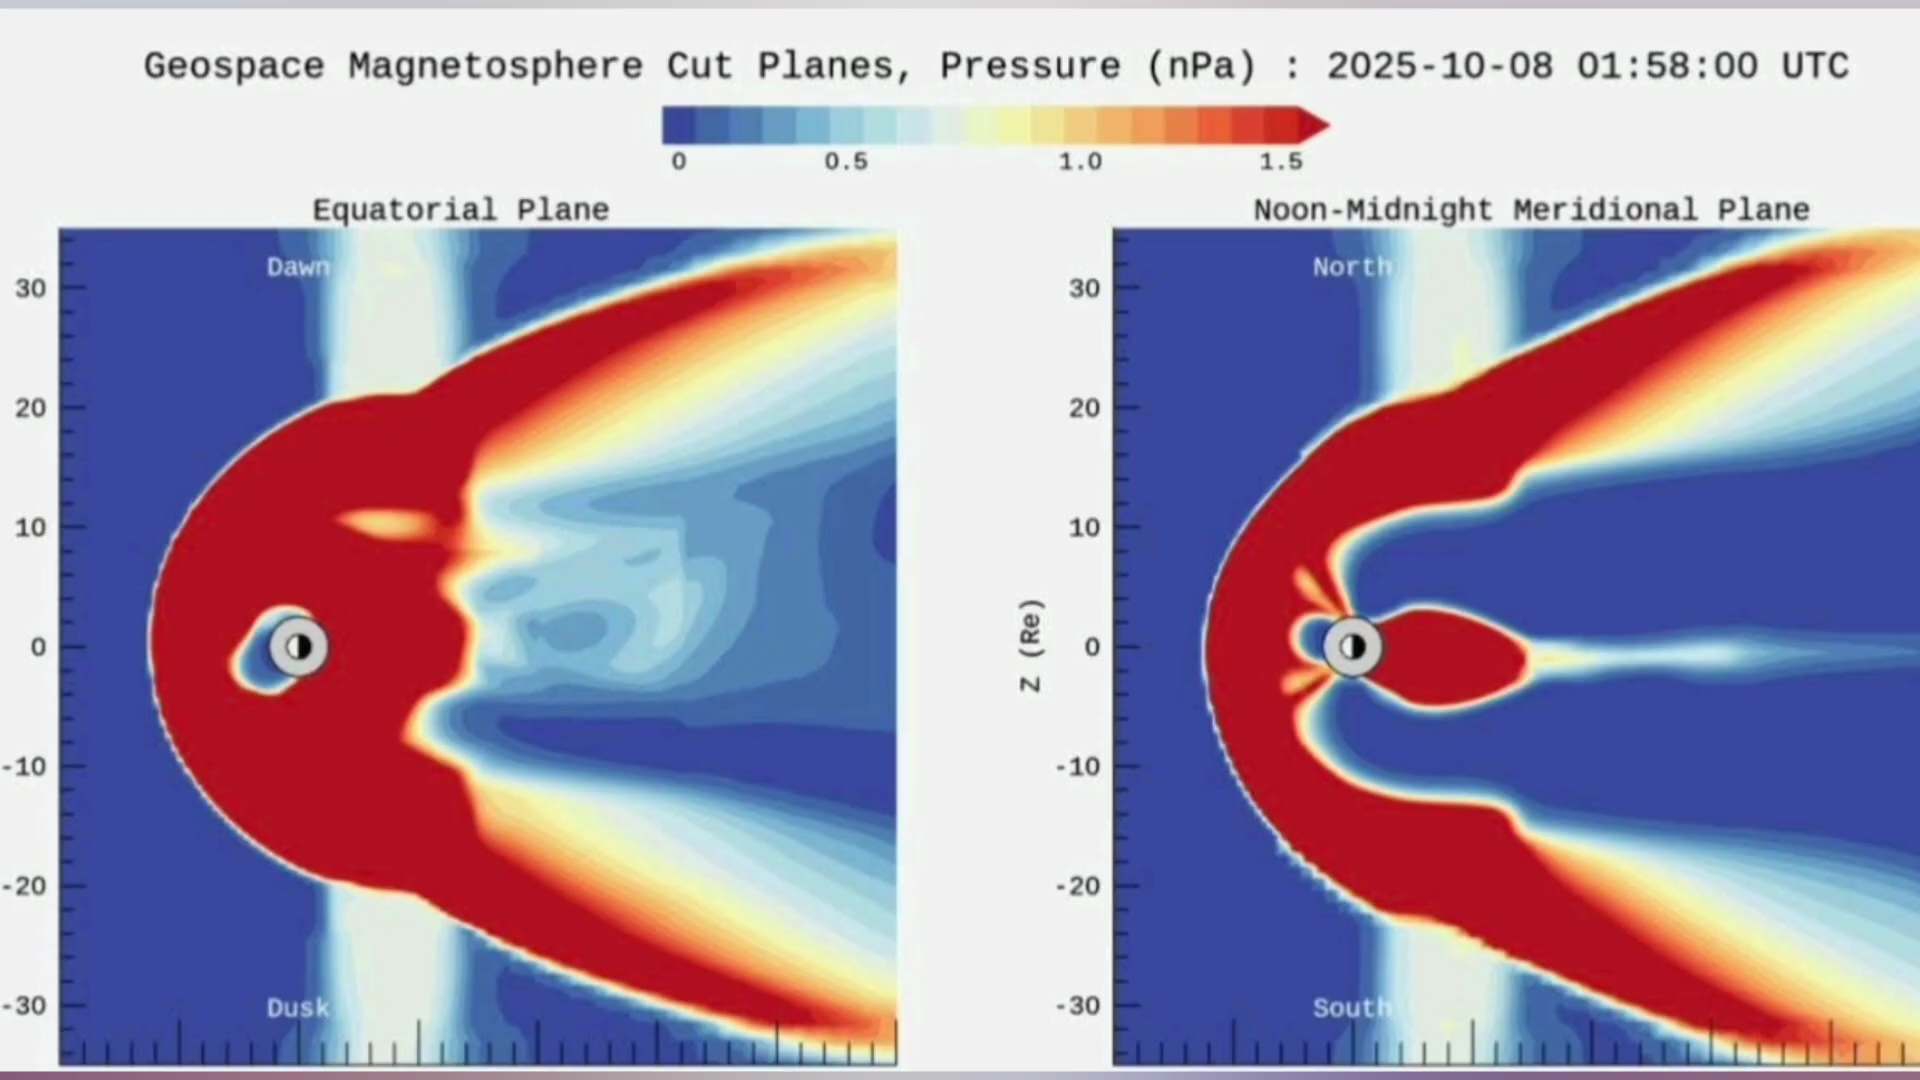 Geospace Magnetosphere Cut Planes, Pressure (nPa) : 2025-10-08 01:58:00 UTC
0 0.5 1.0 1.5
Equatorial Plane
Dawn
30
20
10
0
-10
-20
-30
Dusk
Noon-Midnight Meridional Plane
North
Z (Re)
30
20
10
0
-10
-20
-30
South